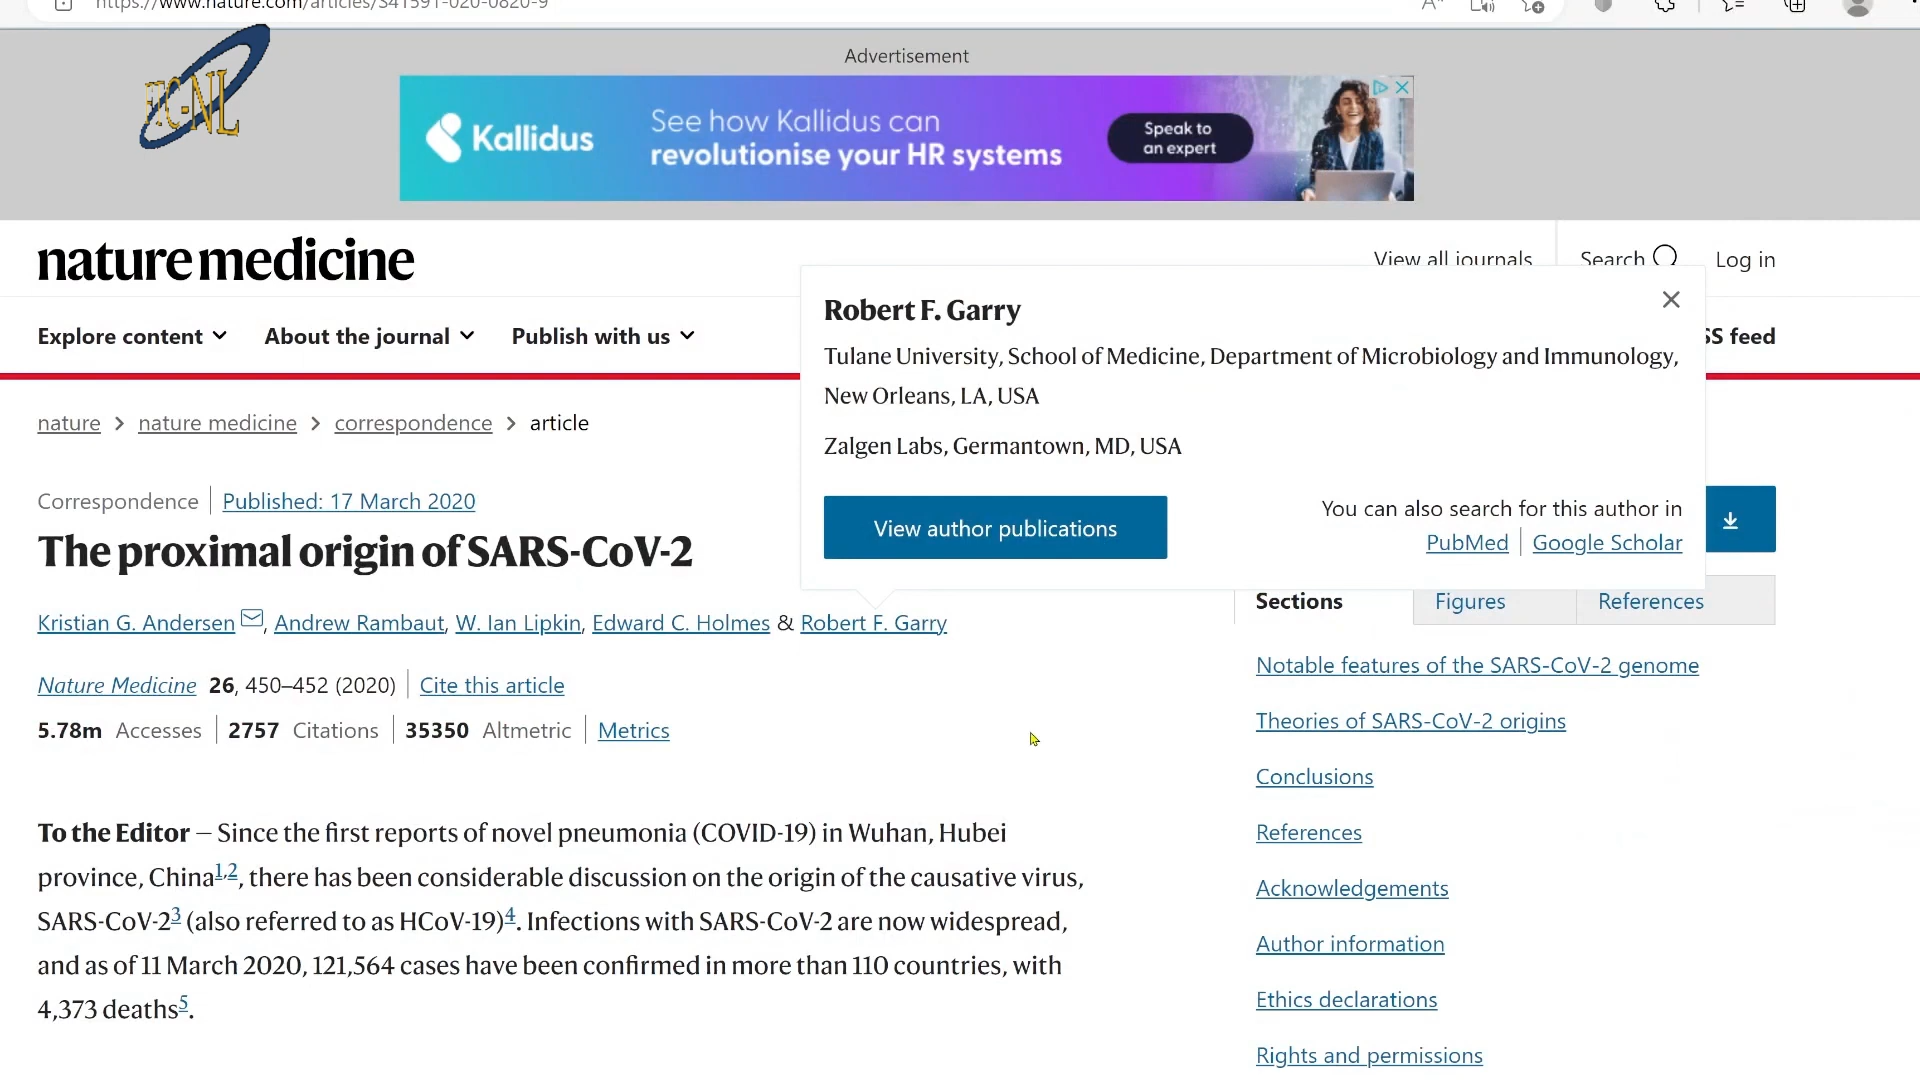 https://www.nature.com/articles/s41591-020-0820-9
Advertisement
Kallidus
See how Kallidus can
revolutionise your HR systems
Speak to
an expert
nature medicine
View all journals
Search
Log in
Explore content
About the journal
Publish with us
SS feed
Robert F. Garry
Tulane University, School of Medicine, Department of Microbiology and Immunology,
New Orleans, LA, USA
Zalgen Labs, Germantown, MD, USA
View author publications
You can also search for this author in
PubMed
Google Scholar
nature > nature medicine > correspondence > article
Correspondence | Published: 17 March 2020
The proximal origin of SARS-CoV-2
Kristian G. Andersen, Andrew Rambaut, W. Ian Lipkin, Edward C. Holmes & Robert F. Garry
Nature Medicine 26, 450–452 (2020) | Cite this article
5.78m Accesses | 2757 Citations | 35350 Altmetric | Metrics
To the Editor — Since the first reports of novel pneumonia (COVID-19) in Wuhan, Hubei
province, China1,2, there has been considerable discussion on the origin of the causative virus,
SARS-CoV-23 (also referred to as HCoV-19)4. Infections with SARS-CoV-2 are now widespread,
and as of 11 March 2020, 121,564 cases have been confirmed in more than 110 countries, with
4,373 deaths5.
Sections
Figures
References
Notable features of the SARS-CoV-2 genome
Theories of SARS-CoV-2 origins
Conclusions
References
Acknowledgements
Author information
Ethics declarations
Rights and permissions